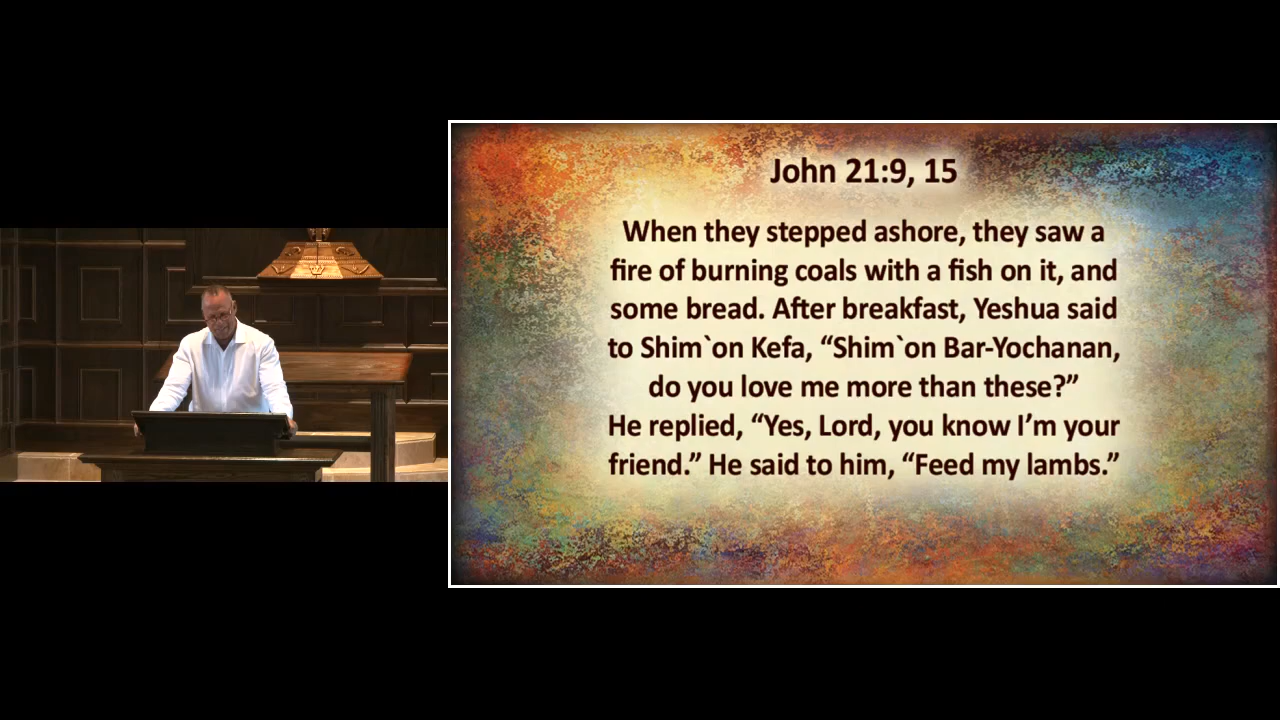 John 21:9, 15
When they stepped ashore, they saw a
fire of burning coals with a fish on it, and
some bread. After breakfast, Yeshua said
to Shim`on Kefa, “Shim`on Bar-Yochanan,
do you love me more than these?”
He replied, “Yes, Lord, you know I’m your
friend.” He said to him, “Feed my lambs.”